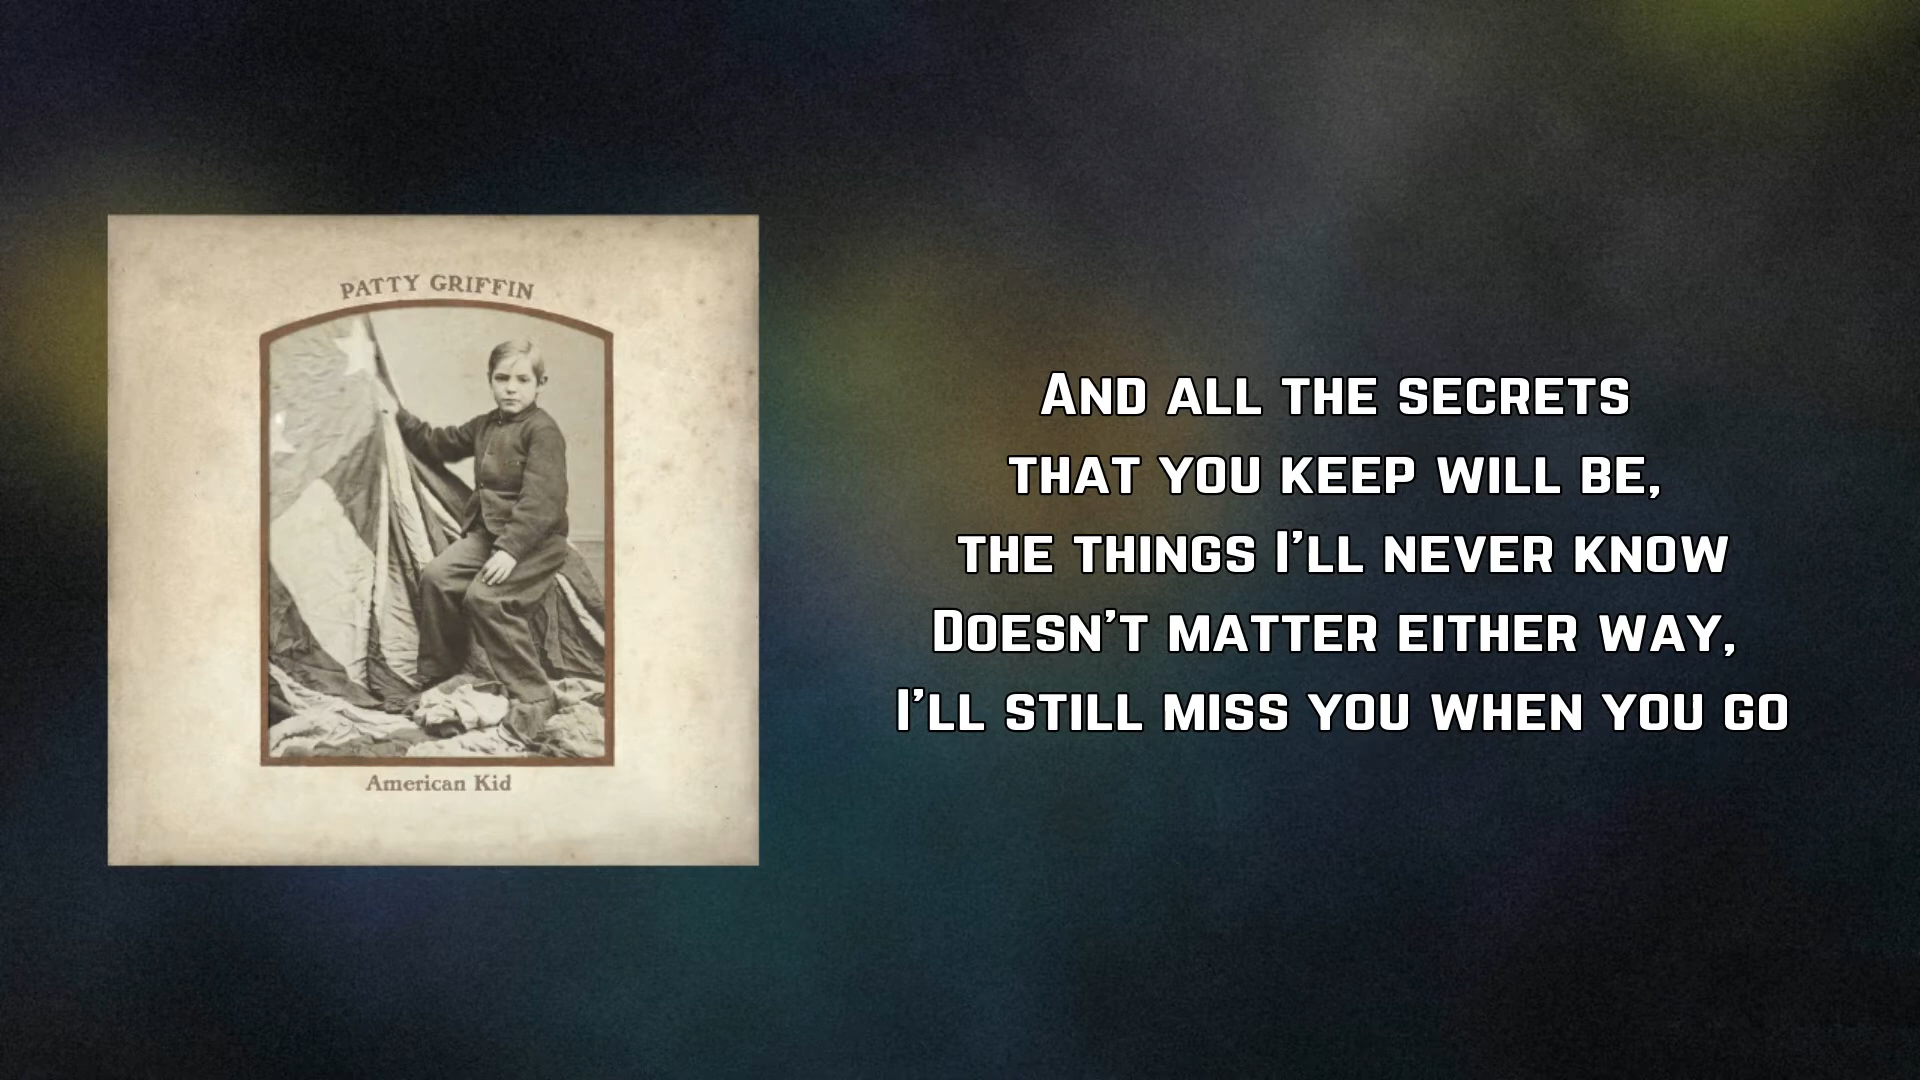 PATTY GRIFFIN
American Kid
And all the secrets
that you keep will be,
the things I'll never know
Doesn't matter either way,
I'll still miss you when you go